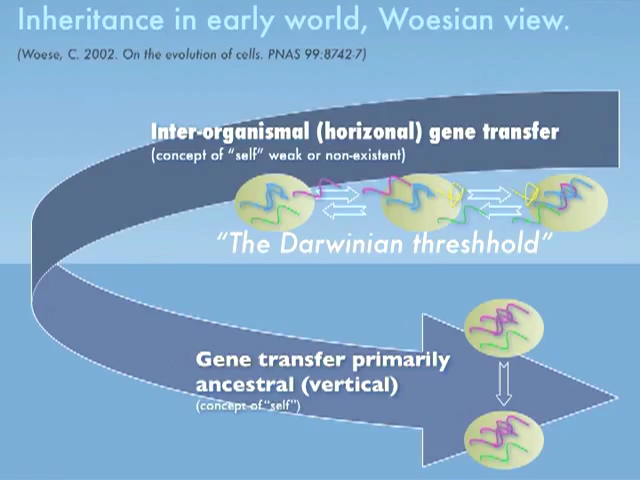 Inheritance in early world, Woesian view.
(Woese, C. 2002. On the evolution of cells. PNAS 99:8742-7)
Inter-organismal (horizonal) gene transfer
(concept of "self" weak or non-existent)
"The Darwinian threshhold"
Gene transfer primarily
ancestral (vertical)
(concept of "self")